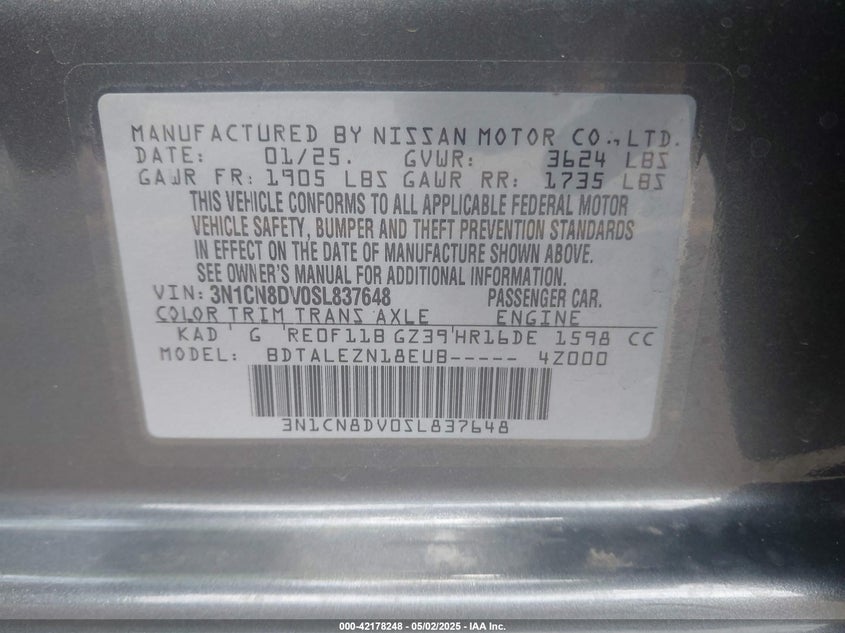 MANUFACTURED BY NISSAN MOTOR CO., LTD.
DATE: 01/25. GVWR: 3624 LBS
GAWR FR: 1905 LBS GAWR RR: 1735 LBS
THIS VEHICLE CONFORMS TO ALL APPLICABLE FEDERAL MOTOR
VEHICLE SAFETY, BUMPER AND THEFT PREVENTION STANDARDS
IN EFFECT ON THE DATE OF MANUFACTURE SHOWN ABOVE.
SEE OWNER'S MANUAL FOR ADDITIONAL INFORMATION.
VIN: 3N1CN8DV0SL837648 PASSENGER CAR.
COLOR TRIM TRANS AXLE ENGINE
KAD G RE0F11B GZ39 HR16DE 1598 CC
MODEL: BDTALEZN18EUB----- 4Z000
3N1CN8DV0SL837648
000-42178248 - 05/02/2025 - IAA Inc.